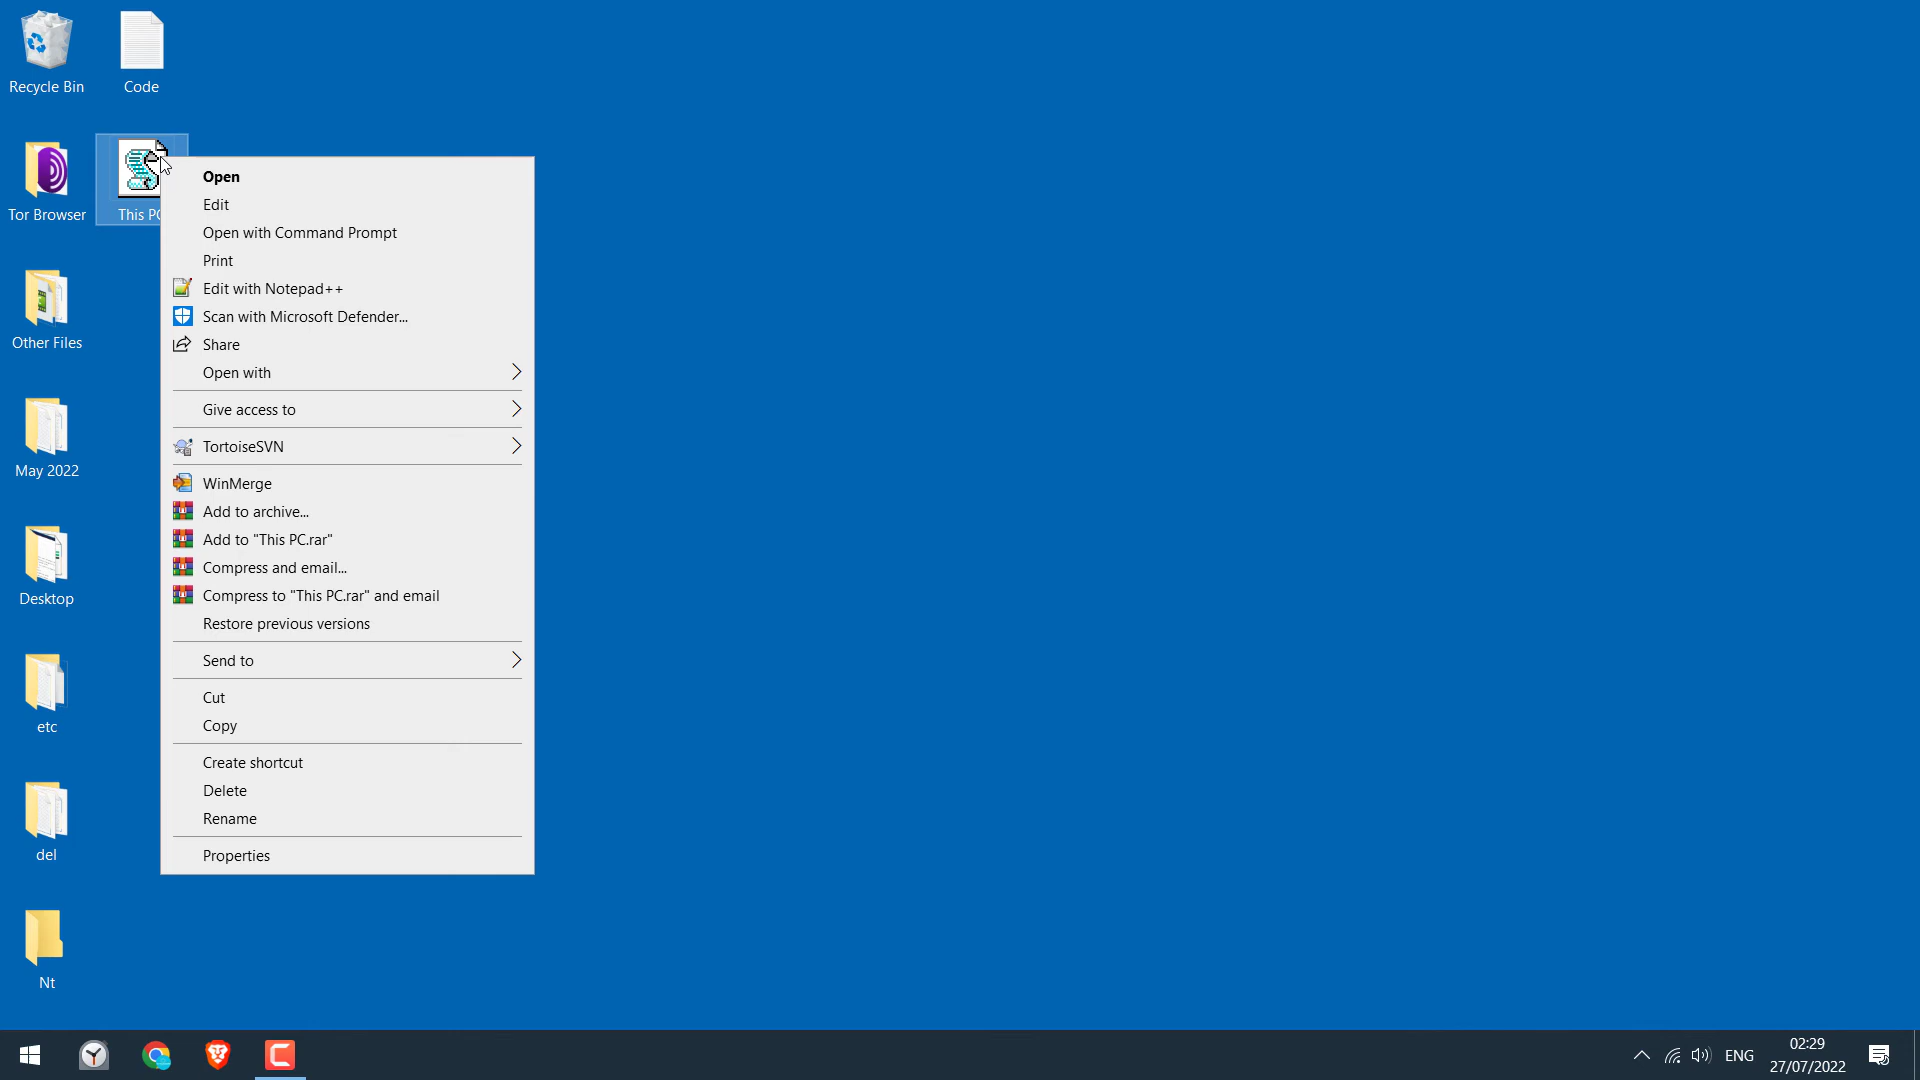 Recycle Bin
Code
Tor Browser
This PC
Other Files
May 2022
Desktop
etc
del
Nt
Open
Edit
Open with Command Prompt
Print
Edit with Notepad++
Scan with Microsoft Defender...
Share
Open with
Give access to
TortoiseSVN
WinMerge
Add to archive...
Add to "This PC.rar"
Compress and email...
Compress to "This PC.rar" and email
Restore previous versions
Send to
Cut
Copy
Create shortcut
Delete
Rename
Properties
ENG
02:29
27/07/2022